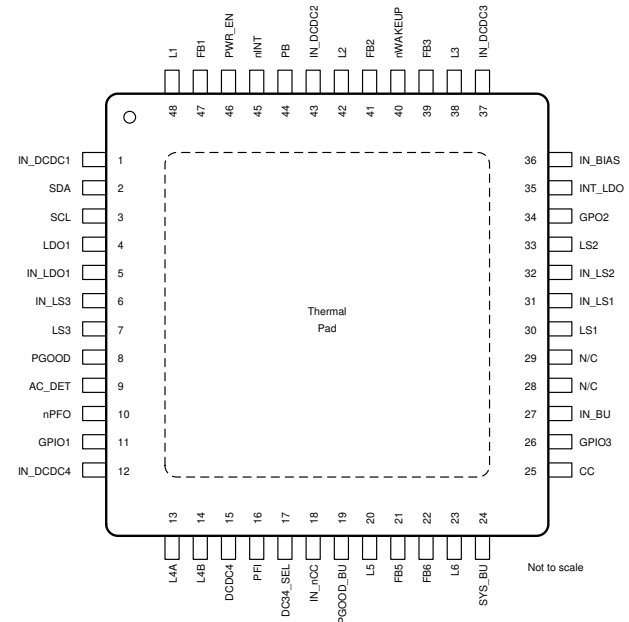 L1
FB1
PWR_EN
nINT
PB
IN_DCDC2
L2
FB2
nWAKEUP
FB3
L3
IN_DCDC3
48
47
46
45
44
43
42
41
40
39
38
37
IN_DCDC1 1
SDA 2
SCL 3
LDO1 4
IN_LDO1 5
IN_LS3 6
LS3 7
PGOOD 8
AC_DET 9
nPFO 10
GPIO1 11
IN_DCDC4 12
Thermal
Pad
36 IN_BIAS
35 INT_LDO
34 GPO2
33 LS2
32 IN_LS2
31 IN_LS1
30 LS1
29 N/C
28 N/C
27 IN_BU
26 GPIO3
25 CC
13
14
15
16
17
18
19
20
21
22
23
24
L4A
L4B
DCDC4
PFI
DC34_SEL
IN_nCC
PGOOD_BU
L5
FB5
FB6
L6
SYS_BU
Not to scale